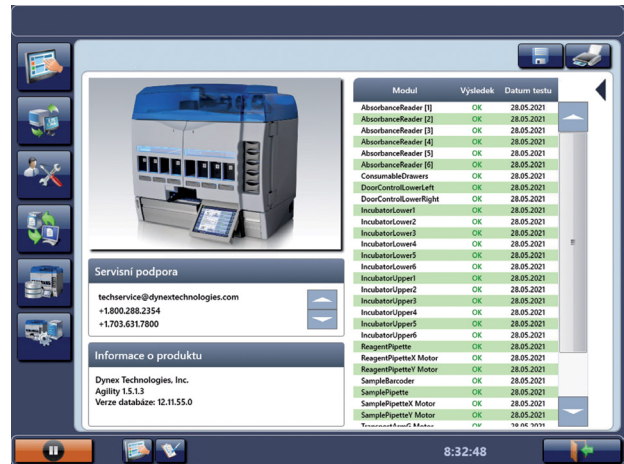 Modul Výsledek Datum testu
AbsorbanceReader [1] OK 28.05.2021
AbsorbanceReader [2] OK 28.05.2021
AbsorbanceReader [3] OK 28.05.2021
AbsorbanceReader [4] OK 28.05.2021
AbsorbanceReader [5] OK 28.05.2021
AbsorbanceReader [6] OK 28.05.2021
ConsumableDrawers OK 28.05.2021
DoorControlLowerLeft OK 28.05.2021
DoorControlLowerRight OK 28.05.2021
IncubatorLower1 OK 28.05.2021
IncubatorLower2 OK 28.05.2021
IncubatorLower3 OK 28.05.2021
IncubatorLower4 OK 28.05.2021
IncubatorLower5 OK 28.05.2021
IncubatorLower6 OK 28.05.2021
IncubatorUpper1 OK 28.05.2021
IncubatorUpper2 OK 28.05.2021
IncubatorUpper3 OK 28.05.2021
IncubatorUpper4 OK 28.05.2021
IncubatorUpper5 OK 28.05.2021
IncubatorUpper6 OK 28.05.2021
ReagentPipette OK 28.05.2021
ReagentPipetteX Motor OK 28.05.2021
ReagentPipetteY Motor OK 28.05.2021
SampleBarcoder OK 28.05.2021
SamplePipette OK 28.05.2021
SamplePipetteX Motor OK 28.05.2021
SamplePipetteY Motor OK 28.05.2021
TransportArmG Motor OK 28.05.2021
Servisní podpora
techservice@dynextechnologies.com
+1.800.288.2354
+1.703.631.7800
Informace o produktu
Dynex Technologies, Inc.
Agility 1.5.1.3
Verze databáze: 12.11.55.0
8:32:48